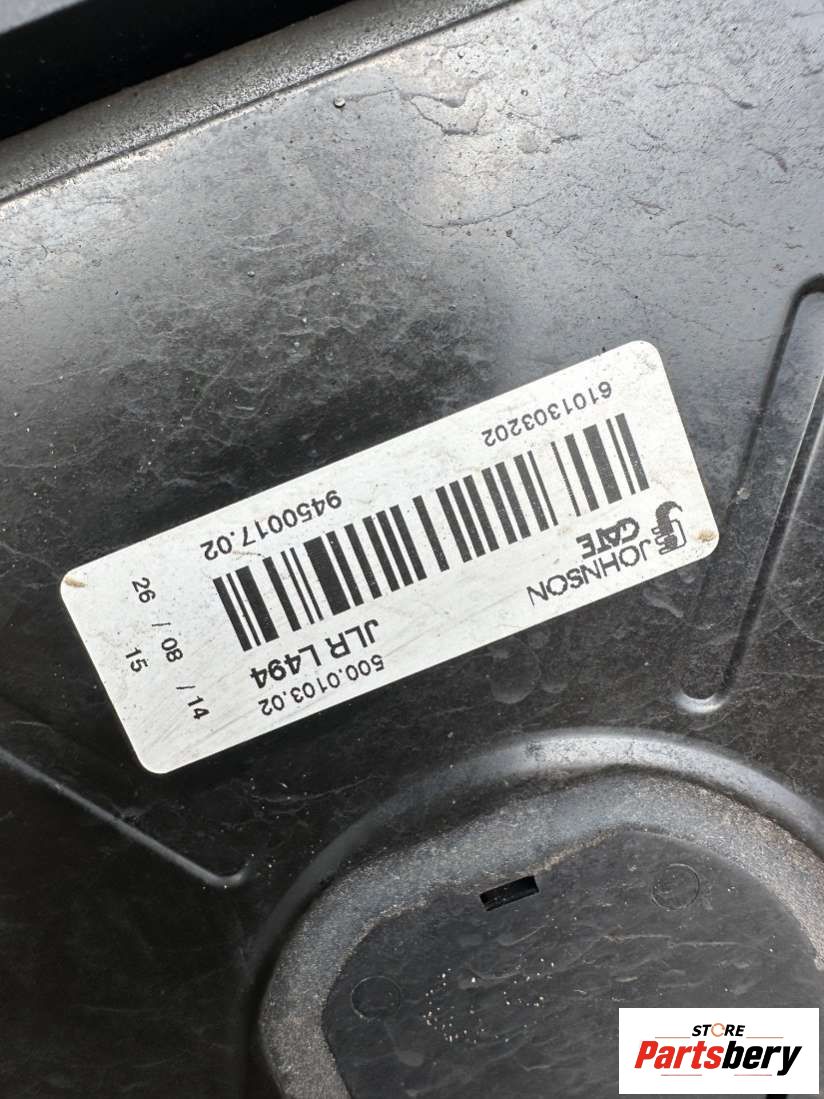 JOHNSON
GATE
500.0103.02
JLR L494
6101303202
9450017.02
26 / 08 / 14
15
STORE
Partsbery